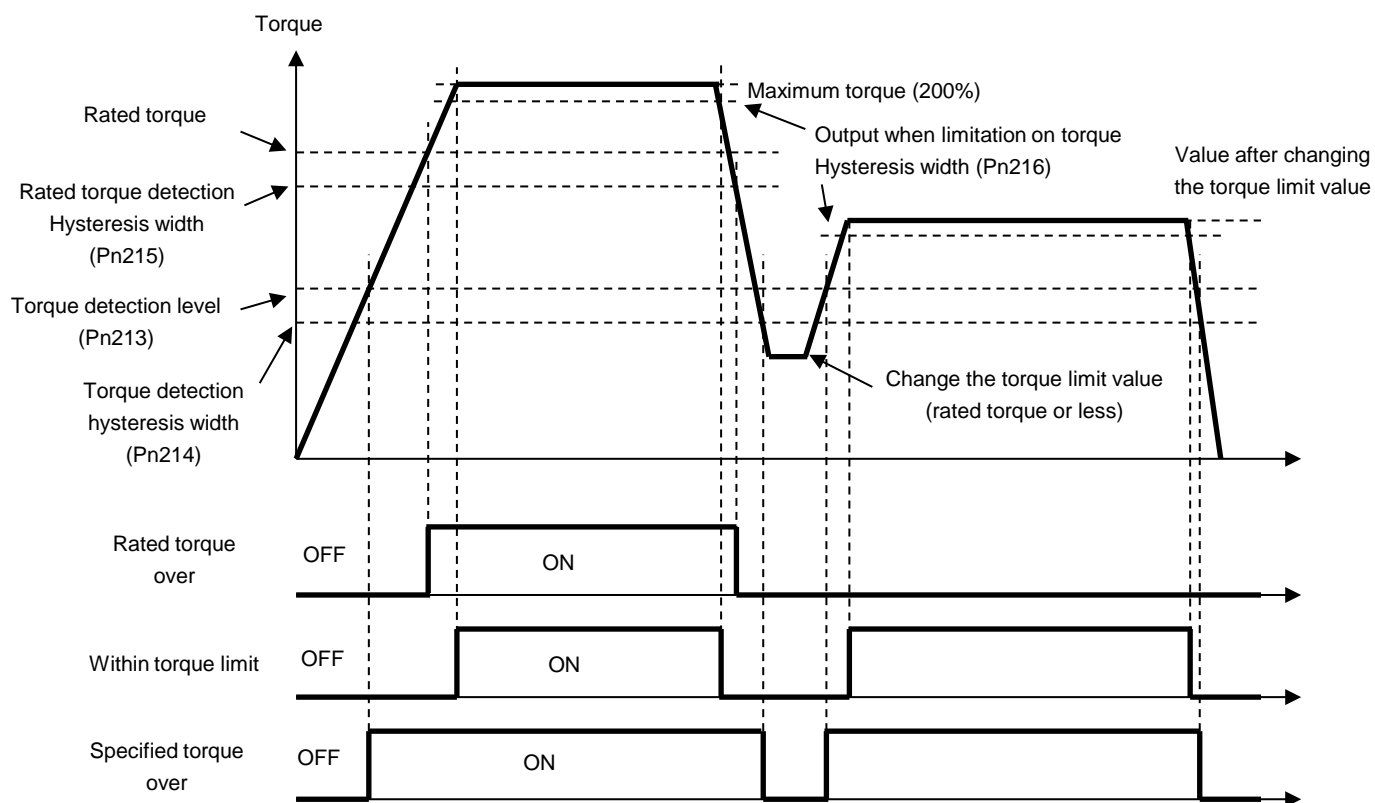 Torque
Maximum torque (200%)
Rated torque
Output when limitation on torque
Hysteresis width (Pn216)
Value after changing
the torque limit value
Rated torque detection
Hysteresis width
(Pn215)
Torque detection level
(Pn213)
Torque detection
hysteresis width
(Pn214)
Change the torque limit value
(rated torque or less)
Rated torque
over
OFF
ON
Within torque limit
OFF
ON
Specified torque
over
OFF
ON